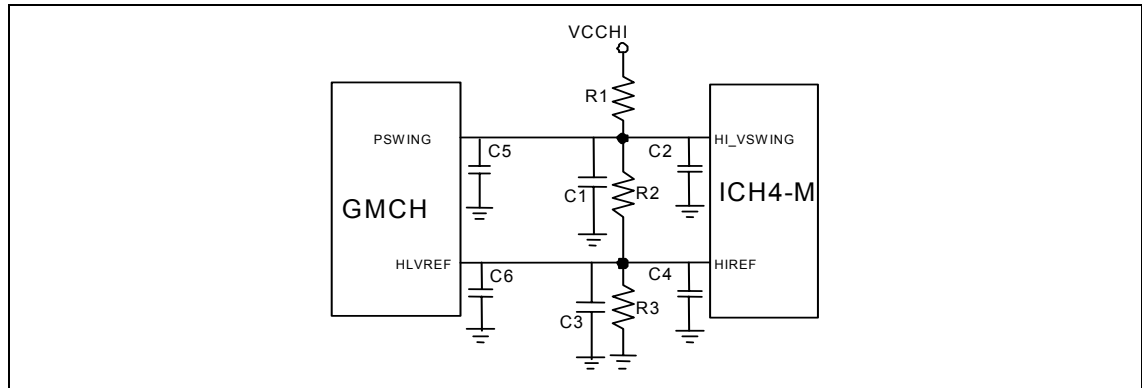 VCCHI
R1
PSWING
HI_VSWING
C5
C2
C1
R2
GMCH
ICH4-M
HLVREF
HIREF
C6
C4
C3
R3